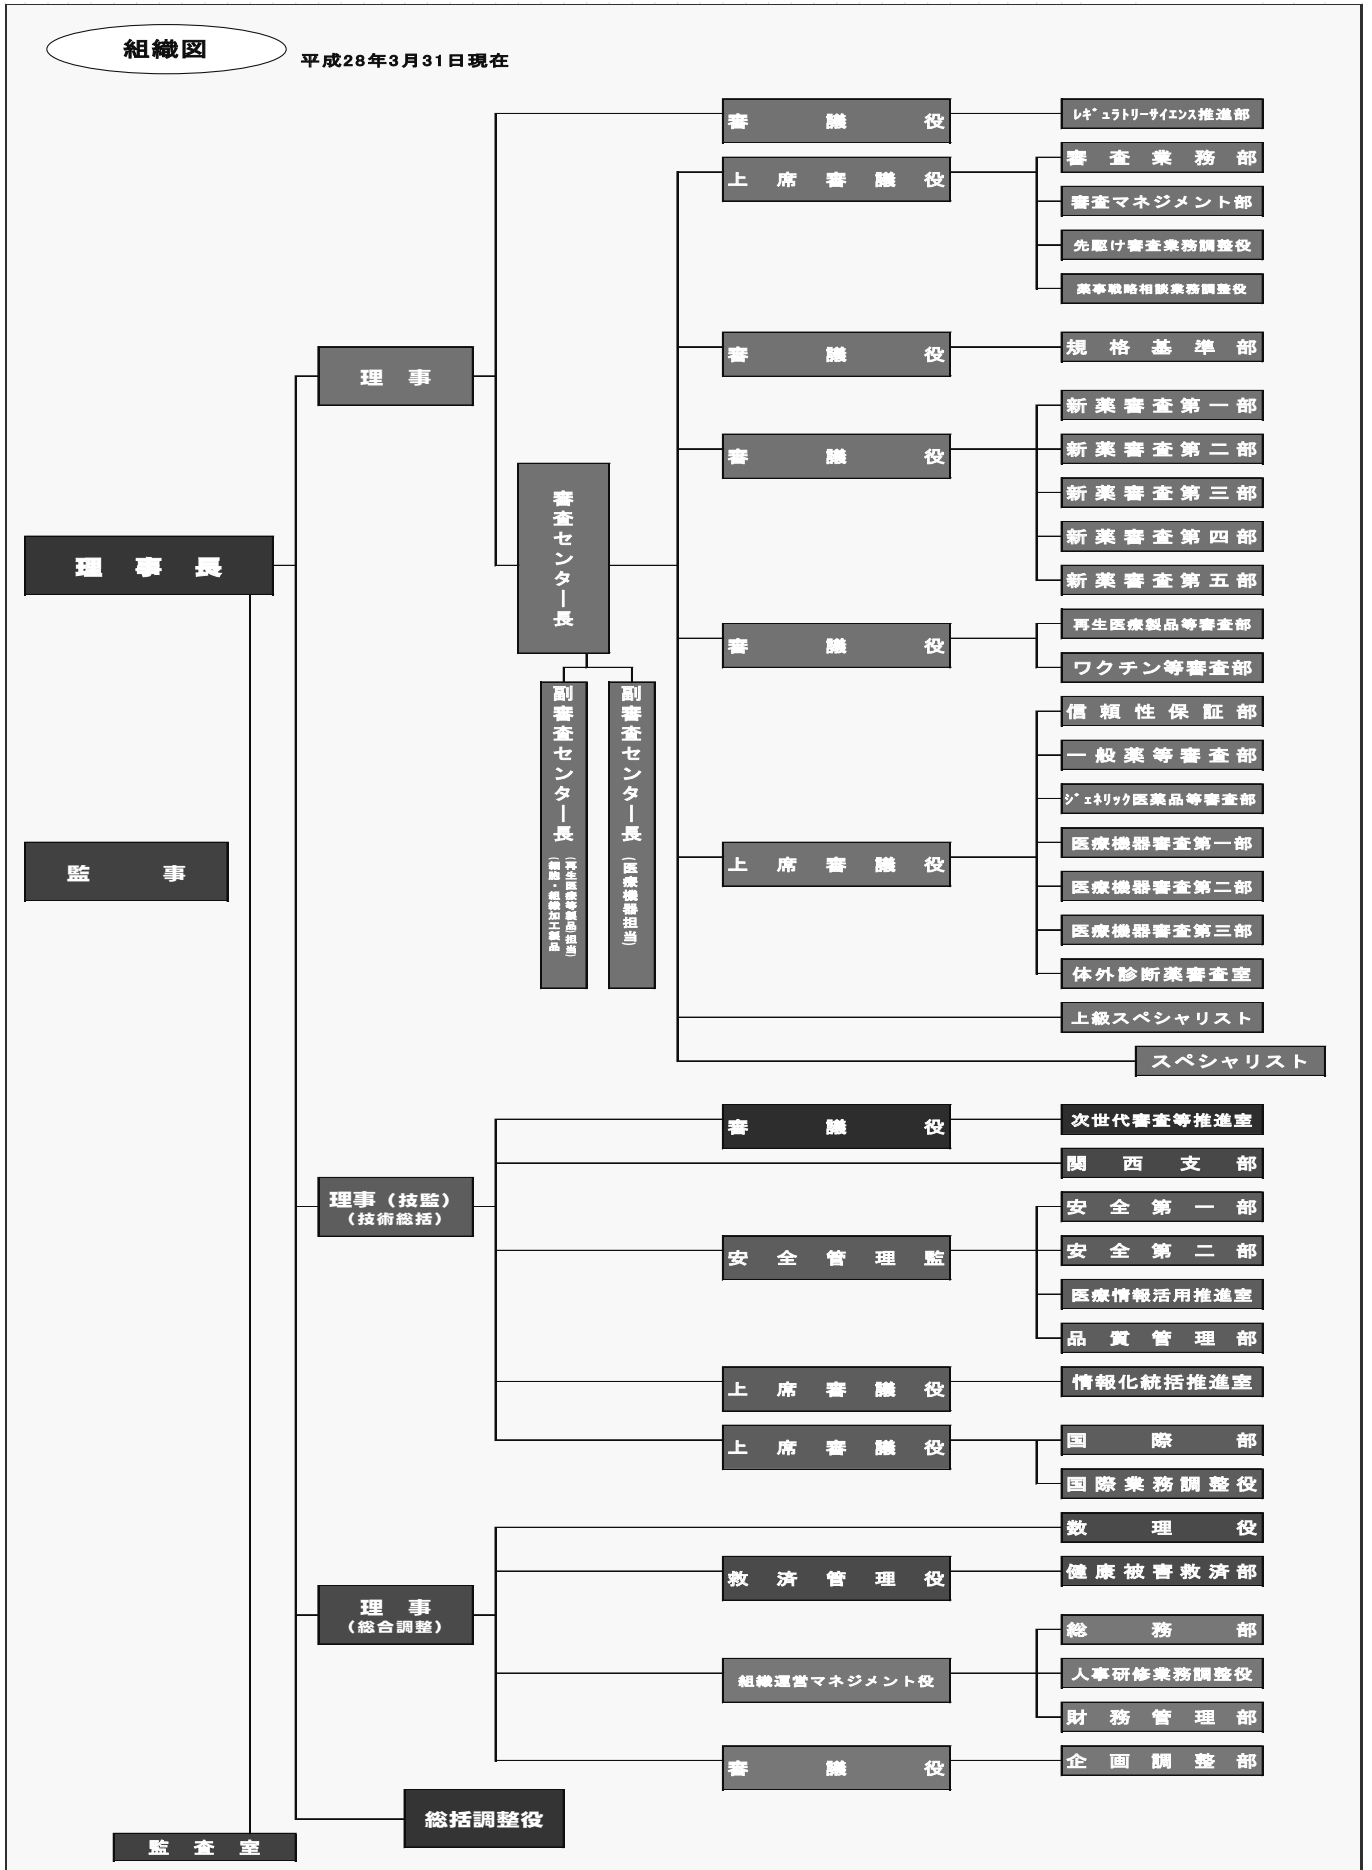 組織図
平成28年3月31日現在
審議役
レギュラトリーサイエンス推進部
上席審議役
審査業務部
審査マネジメント部
先駆け審査業務調整役
薬事戦略相談業務調整役
審議役
規格基準部
理事
審議役
新薬審査第一部
新薬審査第二部
新薬審査第三部
新薬審査第四部
新薬審査第五部
審査センター長
理事長
審議役
再生医療製品等審査部
ワクチン等審査部
副審査センター長
(再生医療等製品)担当)
(細胞・組織加工製品
副審査センター長
(医療機器担当)
監事
上席審議役
信頼性保証部
一般薬等審査部
ジェネリック医薬品等審査部
医療機器審査第一部
医療機器審査第二部
医療機器審査第三部
体外診断薬審査室
上級スペシャリスト
スペシャリスト
審議役
次世代審査等推進室
関西支部
理事（技監）
（技術総括）
安全管理監
安全第一部
安全第二部
医療情報活用推進室
品質管理部
上席審議役
情報化統括推進室
上席審議役
国際部
国際業務調整役
数理役
救済管理役
健康被害救済部
理事
（総合調整）
組織運営マネジメント役
総務部
人事研修業務調整役
財務管理部
審議役
企画調整部
総括調整役
監査室